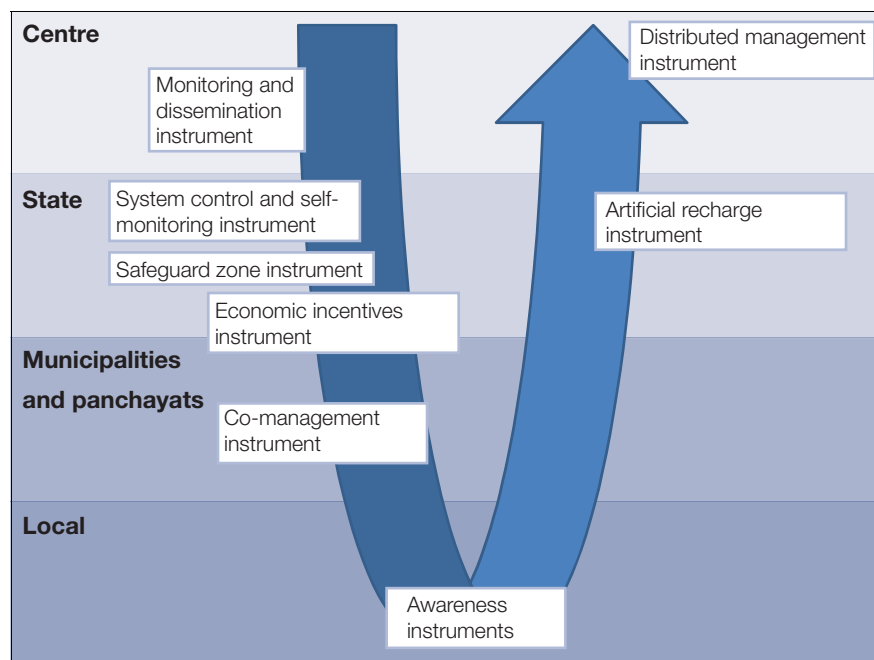 Centre
Distributed management
instrument
Monitoring and
dissemination
instrument
State
System control and self-
monitoring instrument
Artificial recharge
instrument
Safeguard zone instrument
Economic incentives
instrument
Municipalities
and panchayats
Co-management
instrument
Local
Awareness
instruments